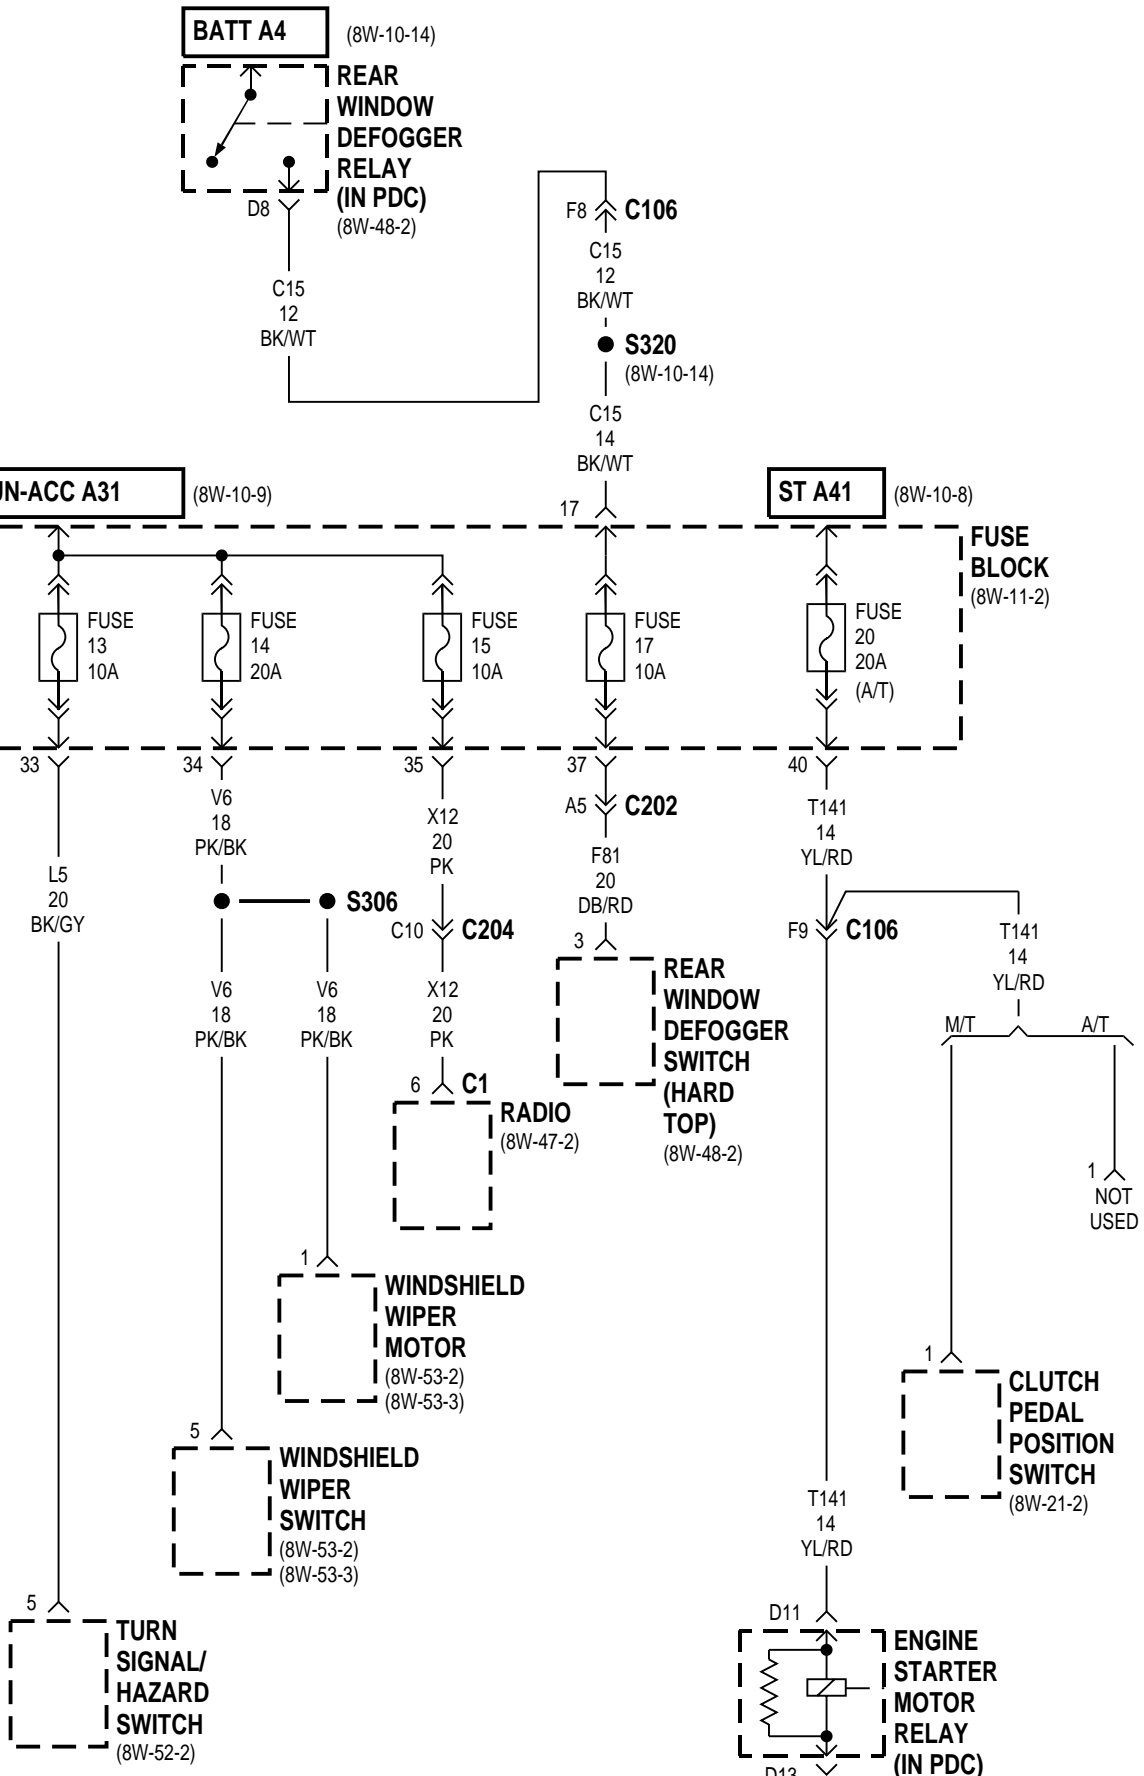 BATT A4
(8W-10-14)
REAR
WINDOW
DEFOGGER
RELAY
(IN PDC)
(8W-48-2)
D8
C15
12
BK/WT
F8
C106
C15
12
BK/WT
S320
(8W-10-14)
C15
14
BK/WT
UN-ACC A31
(8W-10-9)
17
ST A41
(8W-10-8)
FUSE
BLOCK
(8W-11-2)
FUSE
13
10A
FUSE
14
20A
FUSE
15
10A
FUSE
17
10A
FUSE
20
20A
(A/T)
33
34
35
37
40
L5
20
BK/GY
V6
18
PK/BK
S306
V6
18
PK/BK
V6
18
PK/BK
X12
20
PK
C10
C204
X12
20
PK
6
C1
RADIO
(8W-47-2)
A5
C202
F81
20
DB/RD
3
REAR
WINDOW
DEFOGGER
SWITCH
(HARD
TOP)
(8W-48-2)
T141
14
YL/RD
F9
C106
T141
14
YL/RD
M/T
A/T
1
NOT
USED
1
WINDSHIELD
WIPER
MOTOR
(8W-53-2)
(8W-53-3)
1
CLUTCH
PEDAL
POSITION
SWITCH
(8W-21-2)
5
WINDSHIELD
WIPER
SWITCH
(8W-53-2)
(8W-53-3)
T141
14
YL/RD
5
TURN
SIGNAL/
HAZARD
SWITCH
(8W-52-2)
D11
ENGINE
STARTER
MOTOR
RELAY
(IN PDC)
D13